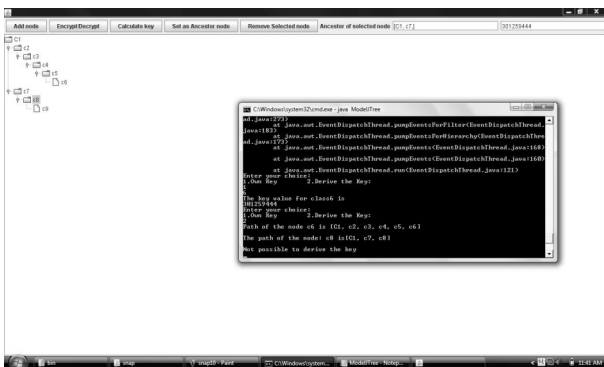 Add node Encrypt/Decrypt Calculate key Set as Ancester node Remove Selected node Ancester of selected node [C1, c7,] 301259444
C1
c2
c3
c4
c5
c6
c7
c8
c9
C:\Windows\system32\cmd.exe - java ModelJTree
ad.java:273)
at java.awt.EventDispatchThread.pumpEventsForFilter(EventDispatchThread.
java:183)
at java.awt.EventDispatchThread.pumpEventsForHierarchy(EventDispatchThre
ad.java:173)
at java.awt.EventDispatchThread.pumpEvents(EventDispatchThread.java:168)
at java.awt.EventDispatchThread.pumpEvents(EventDispatchThread.java:160)
at java.awt.EventDispatchThread.run(EventDispatchThread.java:121)
Enter your choice:
1.Own Key 2.Derive the Key:
1
6
The key value for class6 is
301259444
Enter your choice:
1.Own Key 2.Derive the Key:
2
Path of the node c6 is [C1, c2, c3, c4, c5, c6]
The path of the node: c8 is[C1, c7, c8]
Not possible to derive the key
bin snap snap10 - Paint C:\Windows\system... ModelJTree - Notep... 11:41 AM